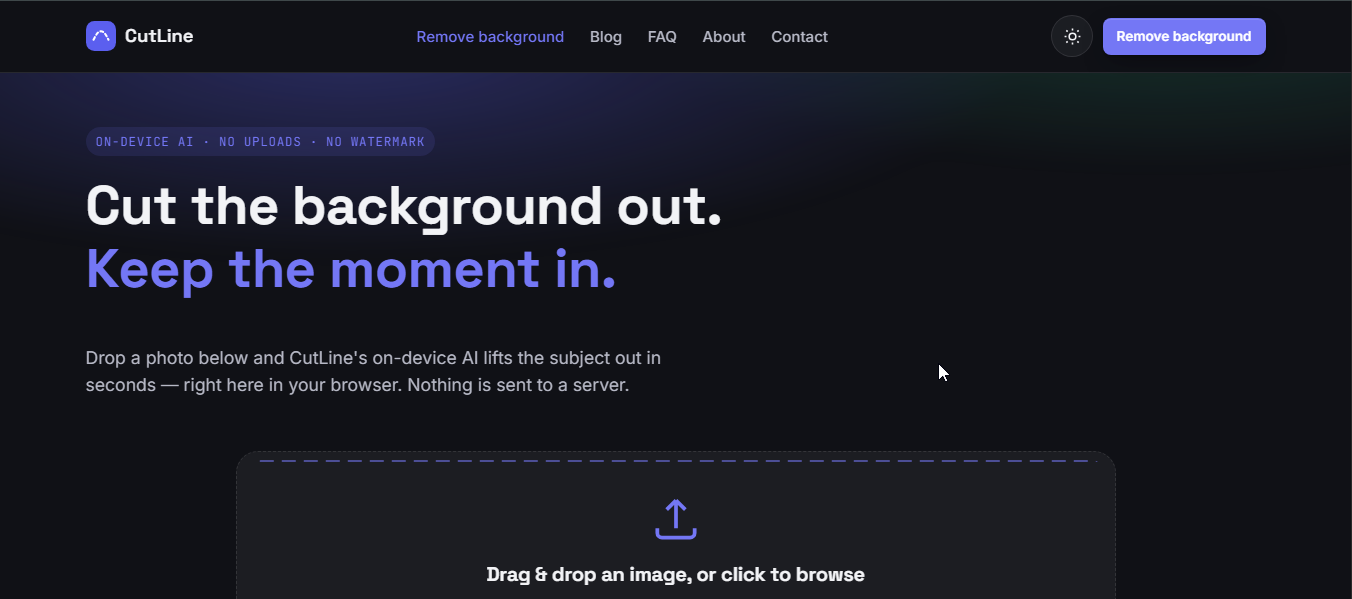 CutLine
Remove background Blog FAQ About Contact
Remove background
ON-DEVICE AI · NO UPLOADS · NO WATERMARK
Cut the background out.
Keep the moment in.
Drop a photo below and CutLine's on-device AI lifts the subject out in
seconds — right here in your browser. Nothing is sent to a server.
Drag & drop an image, or click to browse